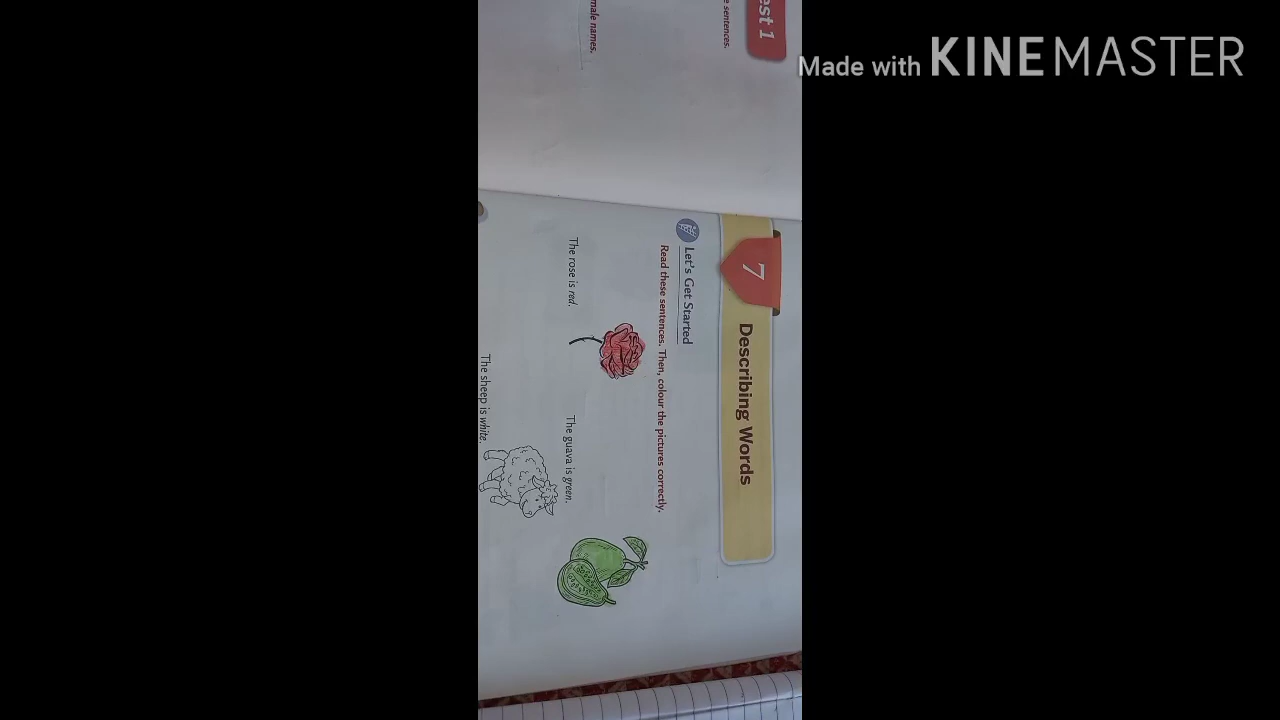 Made with KINEMASTER
est 1
e sentences.
male names.
7
Describing Words
Let's Get Started
Read these sentences. Then, colour the pictures correctly.
The rose is red.
The guava is green.
The sheep is white.